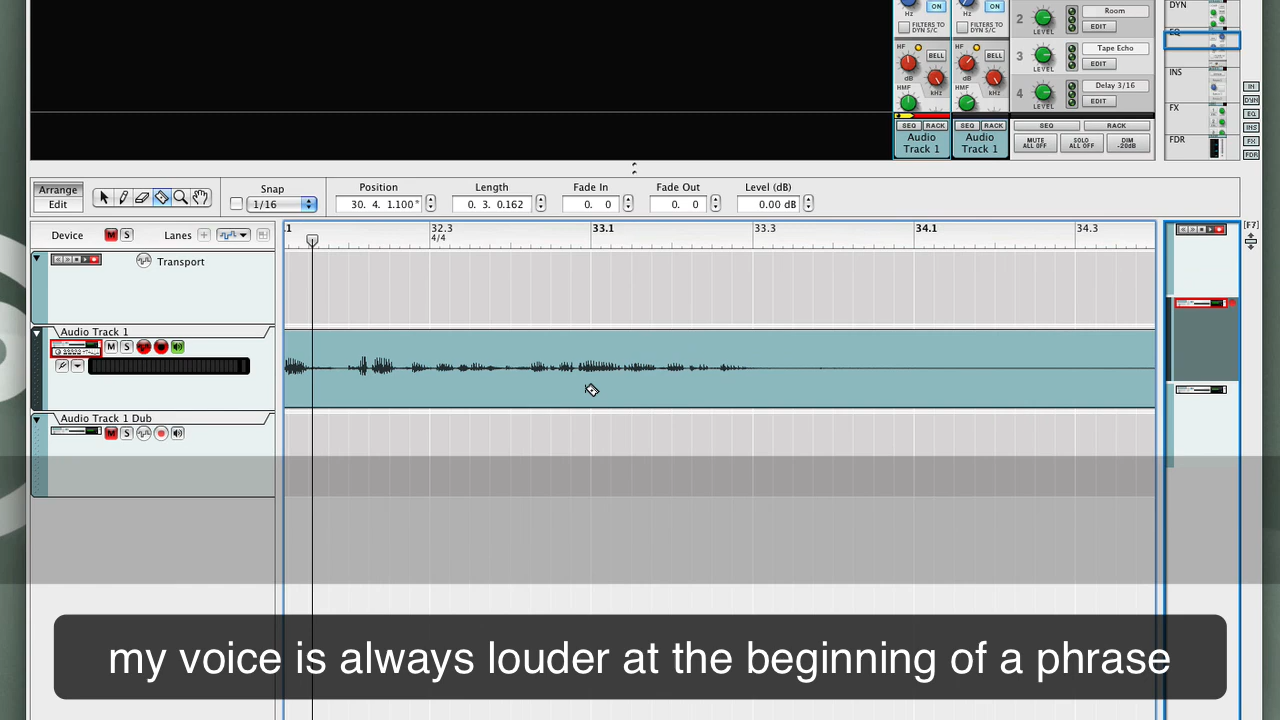 ON ON 2 Room DYN
Hz Hz LEVEL EDIT
FILTERS TO DYN S/C FILTERS TO DYN S/C EQ
HF BELL HF BELL 3 Tape Echo
LEVEL EDIT
dB kHz dB kHz INS
HMF HMF 4 Delay 3/16 IN
LEVEL EDIT DYN
FX EQ
SEQ RACK SEQ RACK SEQ RACK INS
Audio Track 1 Audio Track 1 MUTE ALL OFF SOLO ALL OFF DIM -20dB FDR FX
FDR
Arrange Snap Position Length Fade In Fade Out Level (dB)
Edit 1/16 30. 4. 1.100* 0. 3. 0.162 0. 0 0. 0 0.00 dB
Device M S Lanes .1 32.3 33.1 33.3 34.1 34.3 [F7]
4/4
Transport
Audio Track 1
M S
Audio Track 1 Dub
M S
my voice is always louder at the beginning of a phrase